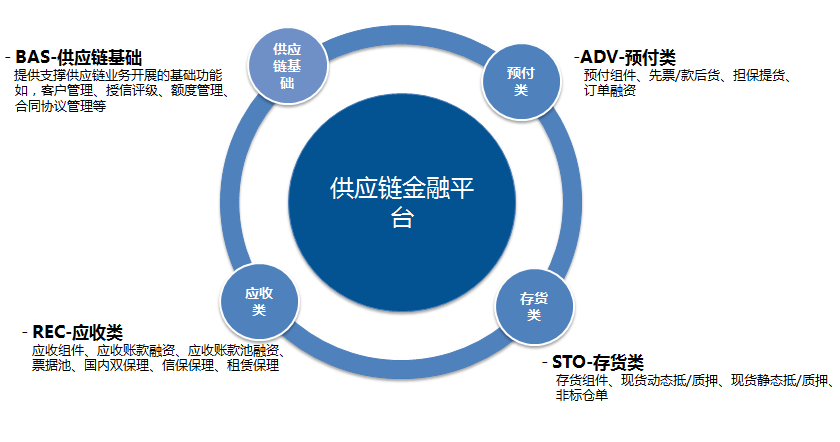 - BAS-供应链基础
提供支撑供应链业务开展的基础功能
如，客户管理、授信评级、额度管理、
合同协议管理等
供应
链基
础
预付
类
-ADV-预付类
预付组件、先票/款后货、担保提货、
订单融资
供应链金融平
台
应收
类
存货
类
- REC-应收类
应收组件、应收账款融资、应收账款池融资、
票据池、国内双保理、信保保理、租赁保理
- STO-存货类
存货组件、现货动态抵/质押、现货静态抵/质押、
非标仓单